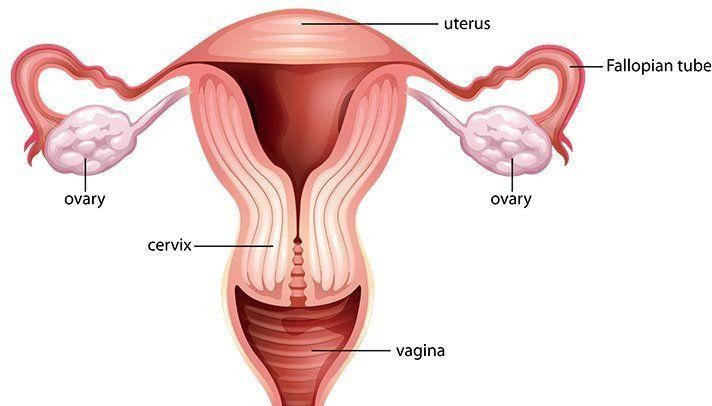 uterus
Fallopian tube
ovary
ovary
cervix
vagina